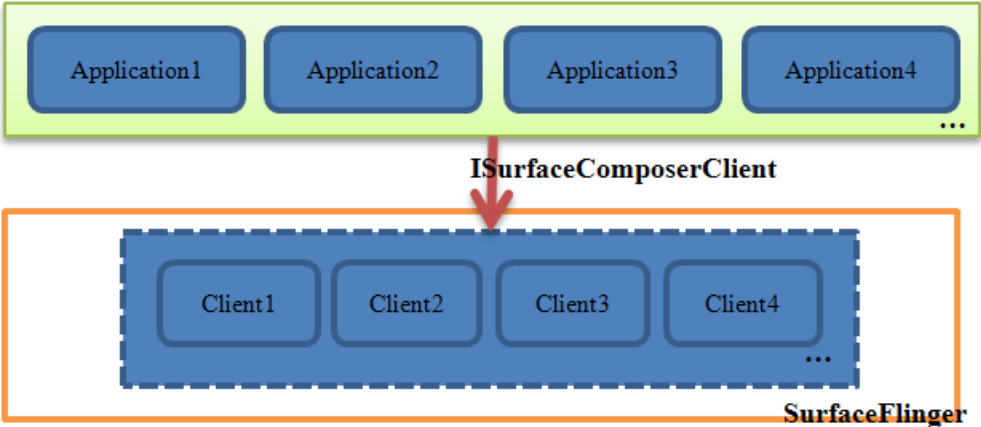 Application1 Application2 Application3 Application4
...
ISurfaceComposerClient
Client1 Client2 Client3 Client4
...
SurfaceFlinger